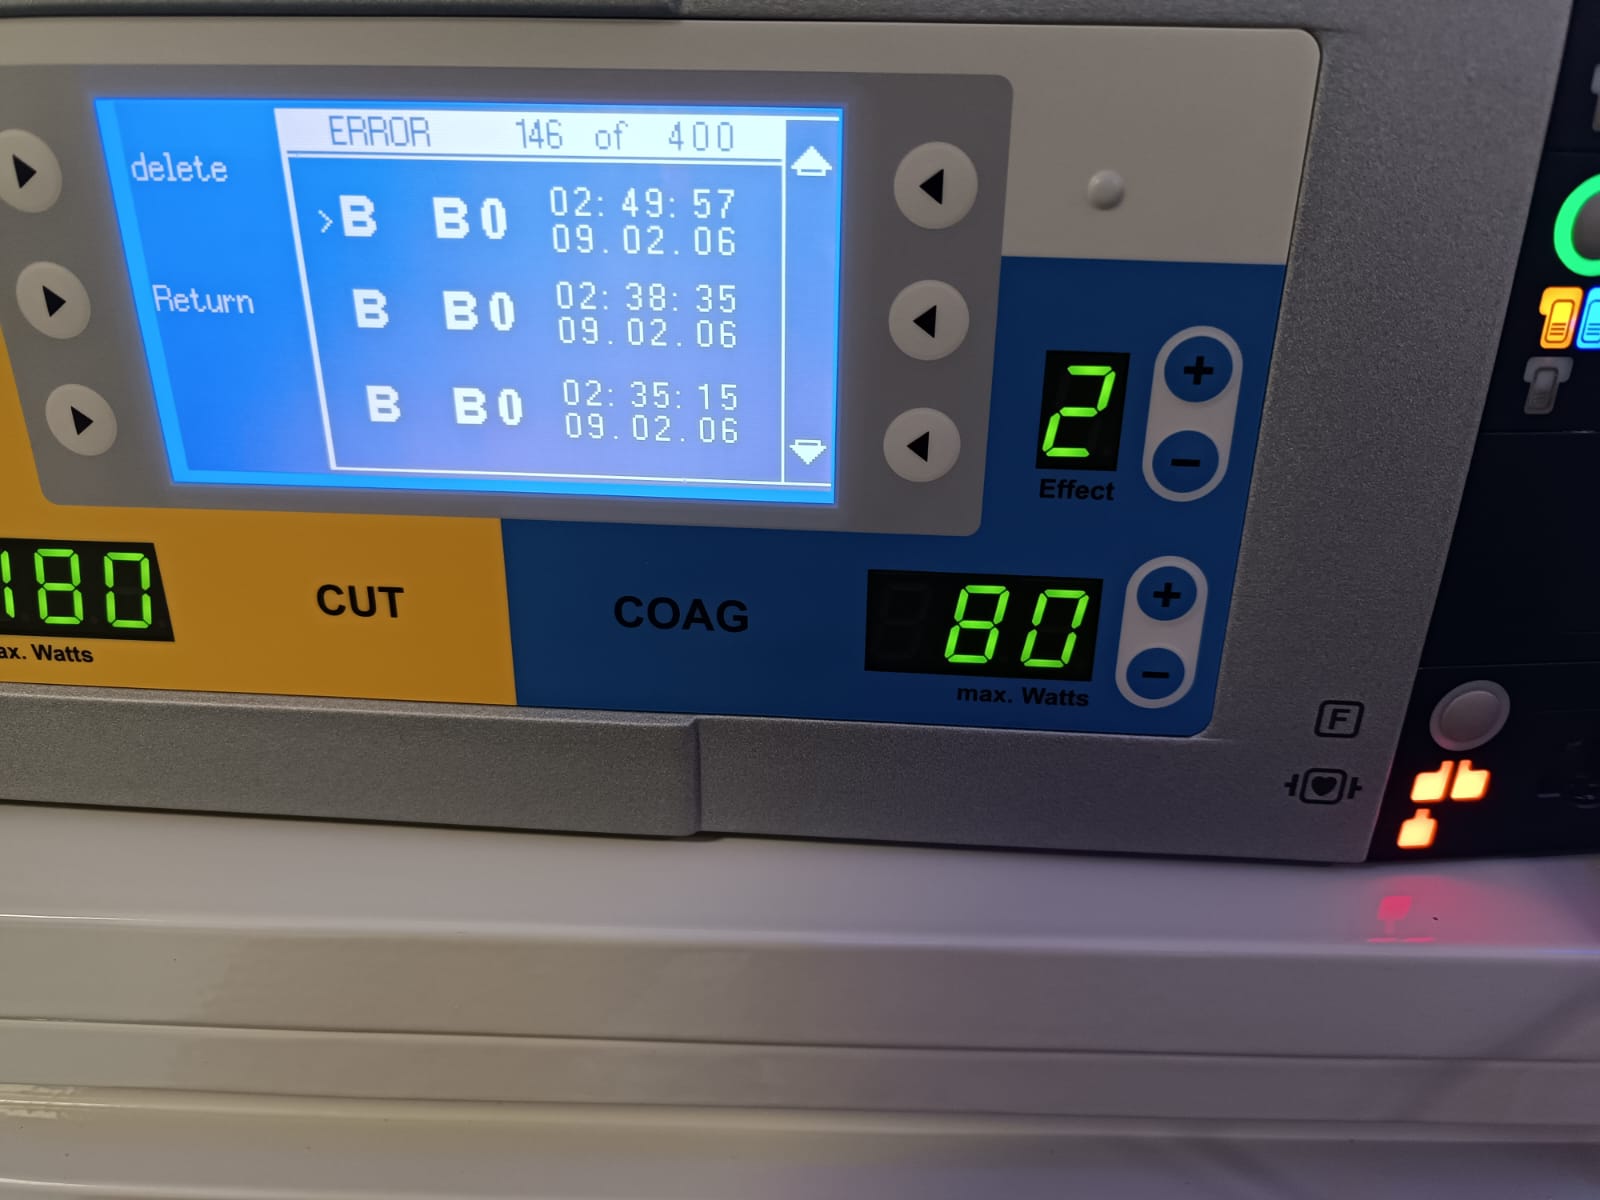 ERROR 146 of 400
delete
>B B0 02:49:57
09.02.06
Return
B B0 02:38:35
09.02.06
B B0 02:35:15
09.02.06
2
Effect
180
CUT
COAG
80
ax. Watts
max. Watts
F